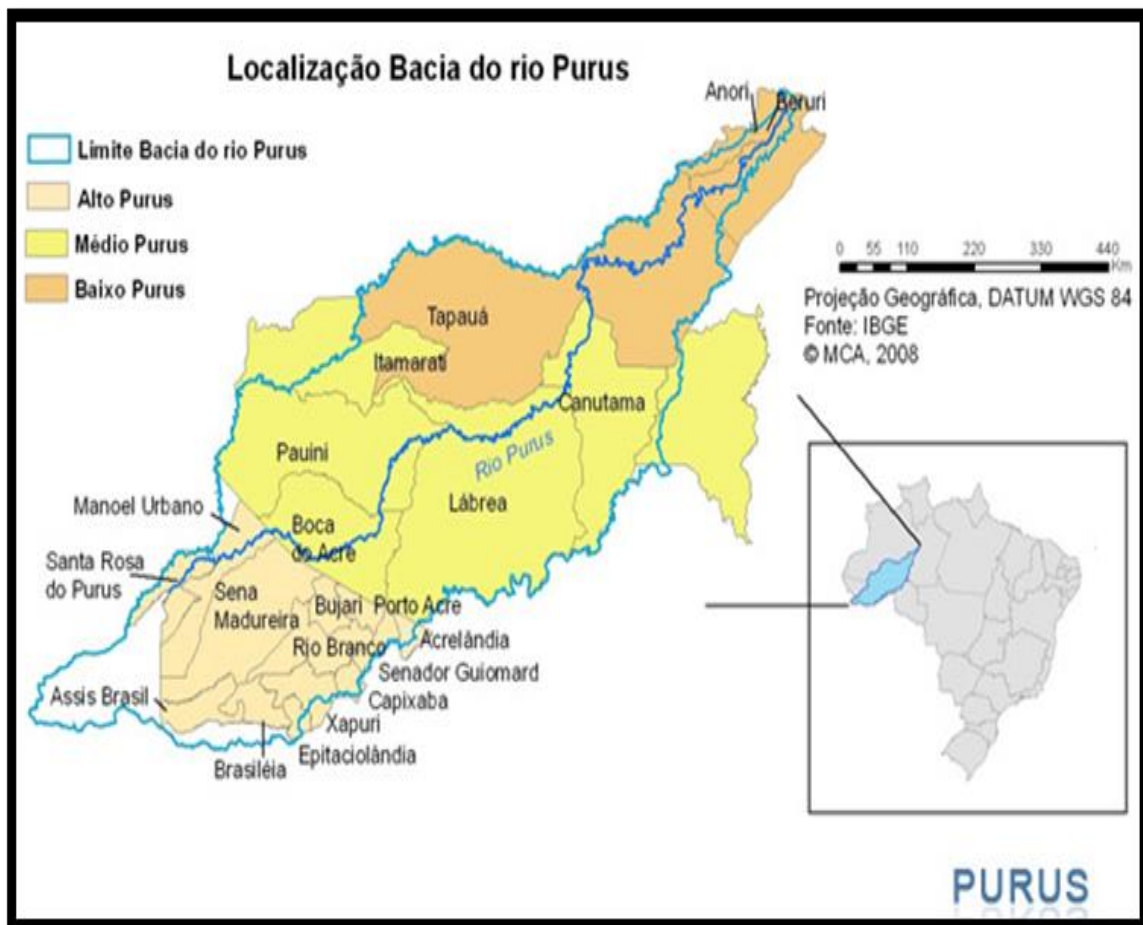 Localização Bacia do rio Purus
Limite Bacia do rio Purus
Alto Purus
Médio Purus
Baixo Purus
Anori
Beruri
0 55 110 220 330 440
Km
Projeção Geográfica, DATUM WGS 84
Fonte: IBGE
© MCA, 2008
Tapauá
Itamarati
Canutama
Pauini
Rio Purus
Lábrea
Manoel Urbano
Boca
do Acre
Santa Rosa
do Purus
Sena
Madureira
Bujari
Porto Acre
Acrelândia
Rio Branco
Senador Guiomard
Capixaba
Assis Brasil
Xapuri
Epitaciolândia
Brasiléia
PURUS